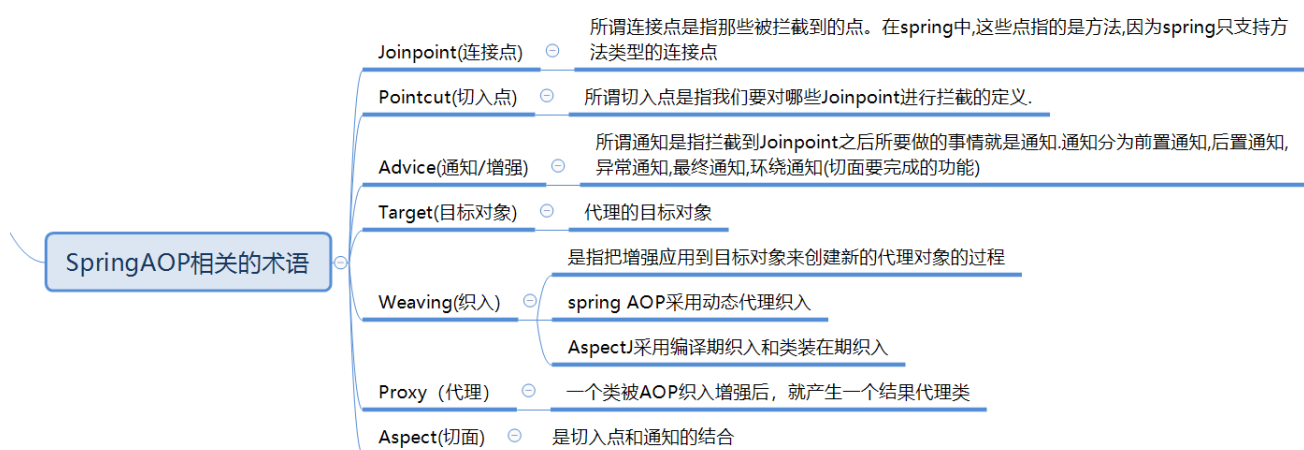 所谓连接点是指那些被拦截到的点。在spring中,这些点指的是方法,因为spring只支持方
法类型的连接点
Joinpoint(连接点)
Pointcut(切入点)
所谓切入点是指我们要对哪些Joinpoint进行拦截的定义.
所谓通知是指拦截到Joinpoint之后所要做的事情就是通知.通知分为前置通知,后置通知,
异常通知,最终通知,环绕通知(切面要完成的功能)
Advice(通知/增强)
Target(目标对象)
代理的目标对象
SpringAOP相关的术语
是指把增强应用到目标对象来创建新的代理对象的过程
Weaving(织入)
spring AOP采用动态代理织入
AspectJ采用编译期织入和类装在期织入
Proxy（代理）
一个类被AOP织入增强后，就产生一个结果代理类
Aspect(切面)
是切入点和通知的结合